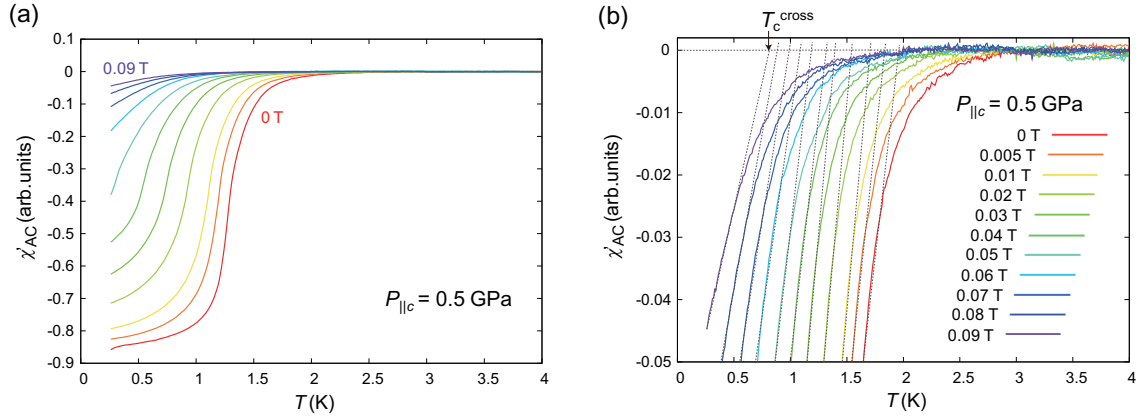 (a)
0.1
0
-0.1
-0.2
-0.3
-0.4
-0.5
-0.6
-0.7
-0.8
-0.9
χ'AC (arb.units)
0.09 T
0 T
P||c = 0.5 GPa
0 0.5 1 1.5 2 2.5 3 3.5 4
T (K)
(b)
Tc^cross
0
-0.01
-0.02
-0.03
-0.04
-0.05
χ'AC (arb.units)
P||c = 0.5 GPa
0 T
0.005 T
0.01 T
0.02 T
0.03 T
0.04 T
0.05 T
0.06 T
0.07 T
0.08 T
0.09 T
0 0.5 1 1.5 2 2.5 3 3.5 4
T (K)